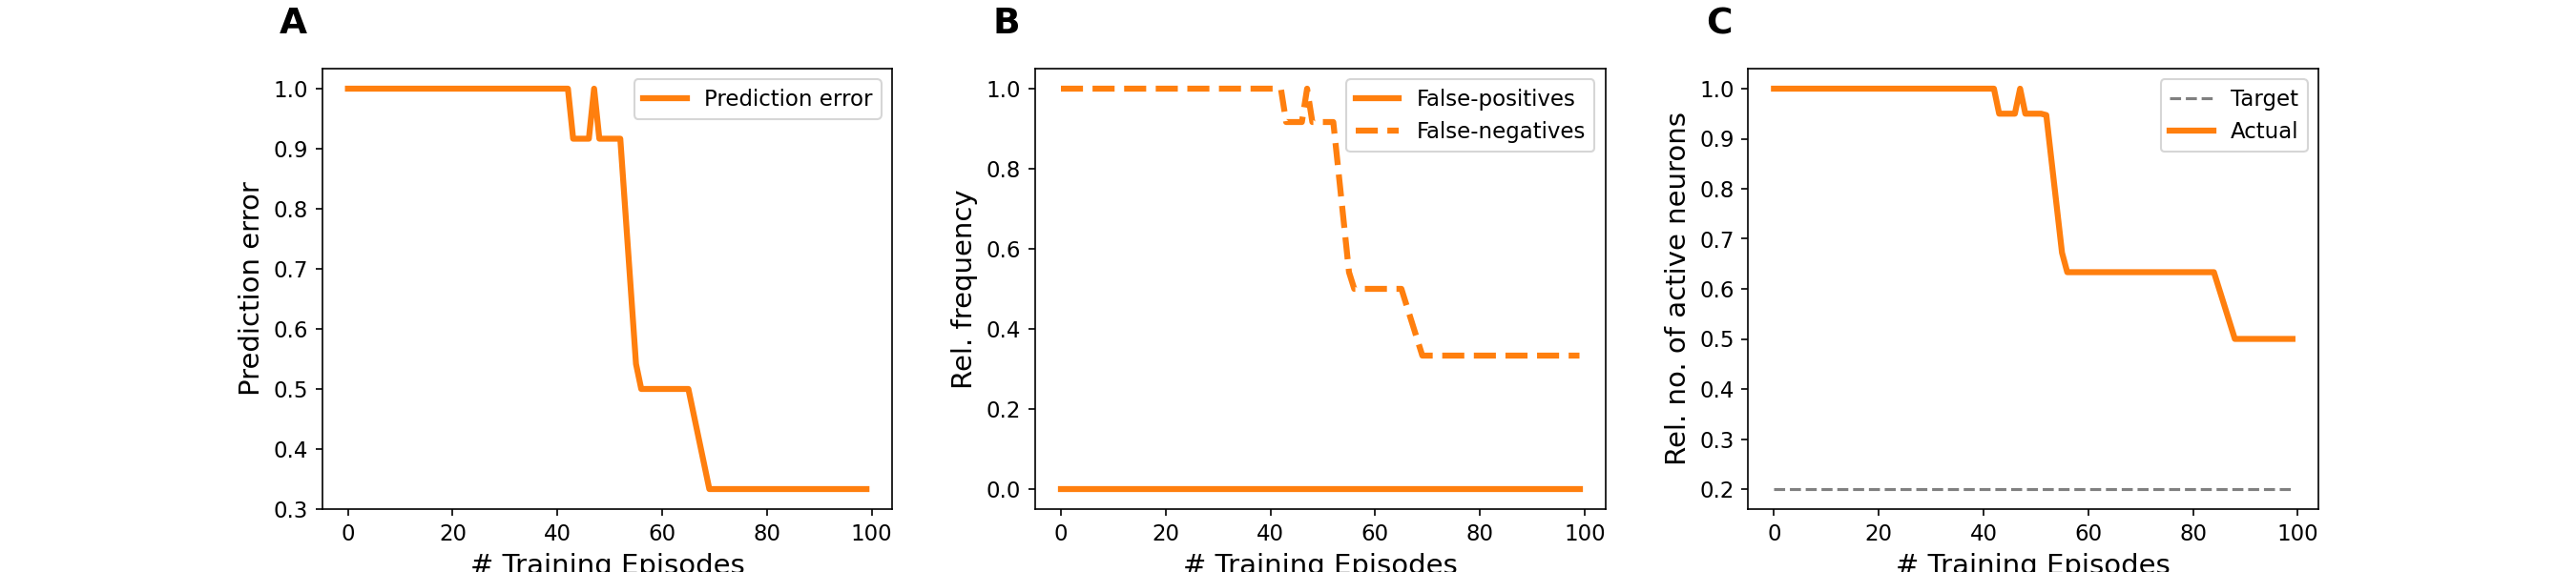 A
B
C
Prediction error
1.0
0.9
0.8
0.7
0.6
0.5
0.4
0.3
Prediction error
0
20
40
60
80
100
# Training Episodes
Rel. frequency
1.0
0.8
0.6
0.4
0.2
0.0
False-positives
False-negatives
0
20
40
60
80
100
# Training Episodes
Rel. no. of active neurons
1.0
0.9
0.8
0.7
0.6
0.5
0.4
0.3
0.2
Target
Actual
0
20
40
60
80
100
# Training Episodes